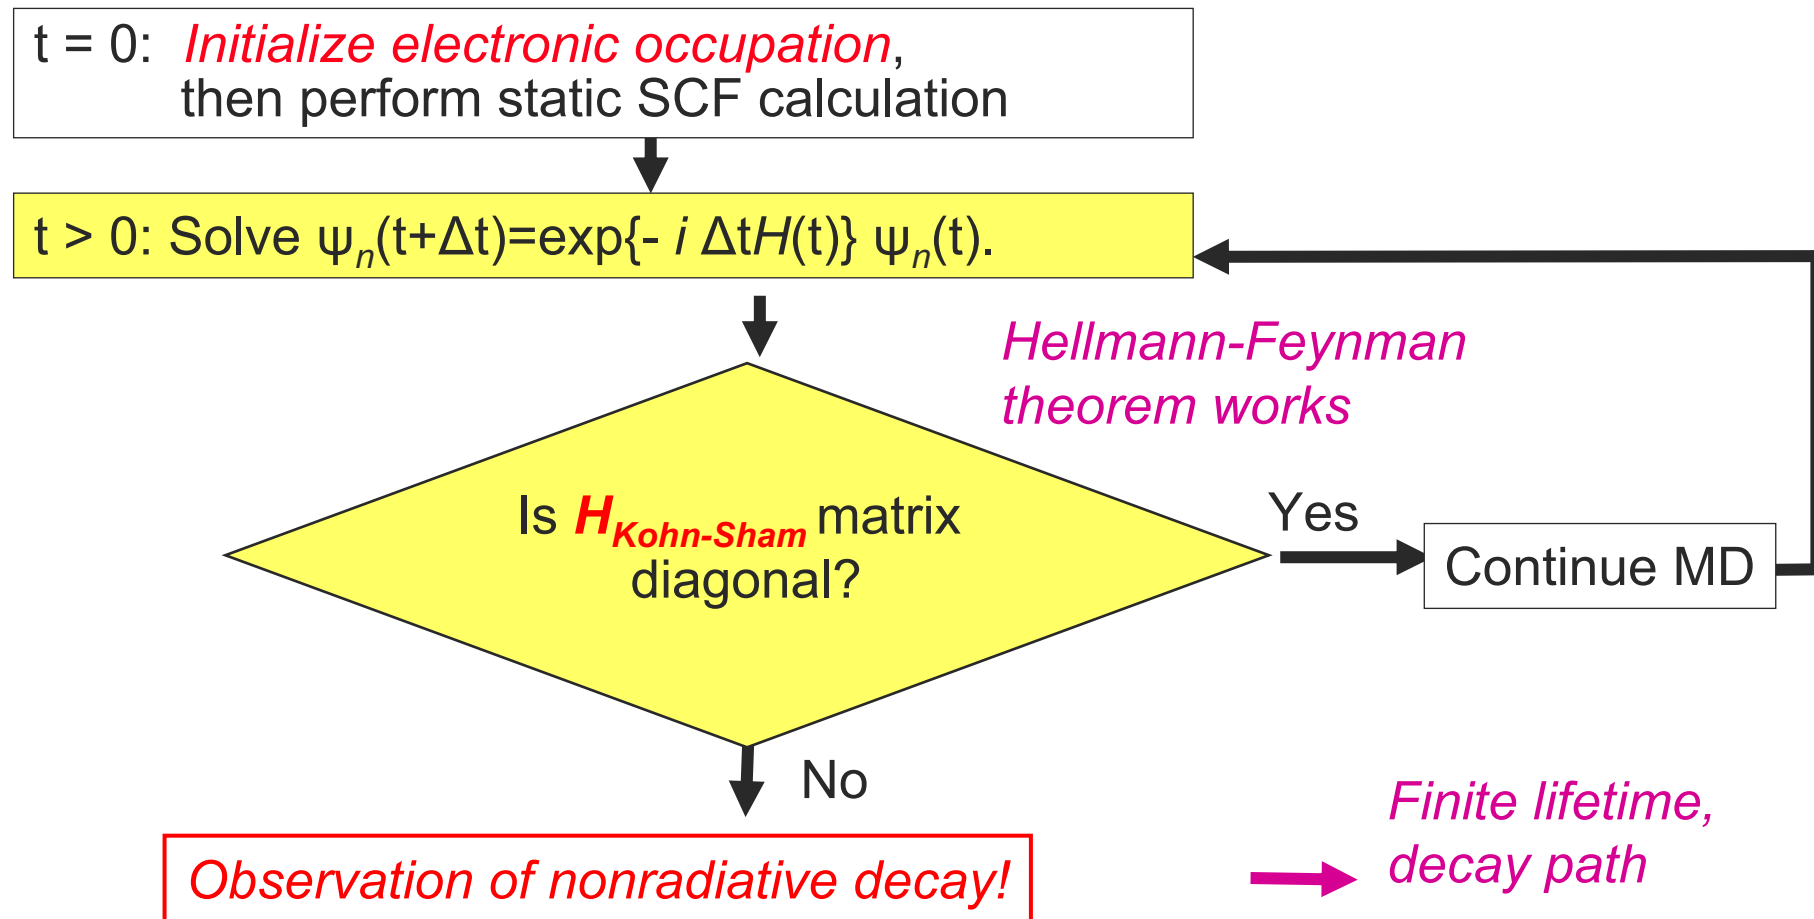 t = 0: Initialize electronic occupation,
then perform static SCF calculation
t > 0: Solve ψn(t+Δt)=exp{- i ΔtH(t)} ψn(t).
Hellmann-Feynman
theorem works
Is HKohn-Sham matrix
diagonal?
Yes
Continue MD
No
Finite lifetime,
decay path
Observation of nonradiative decay!